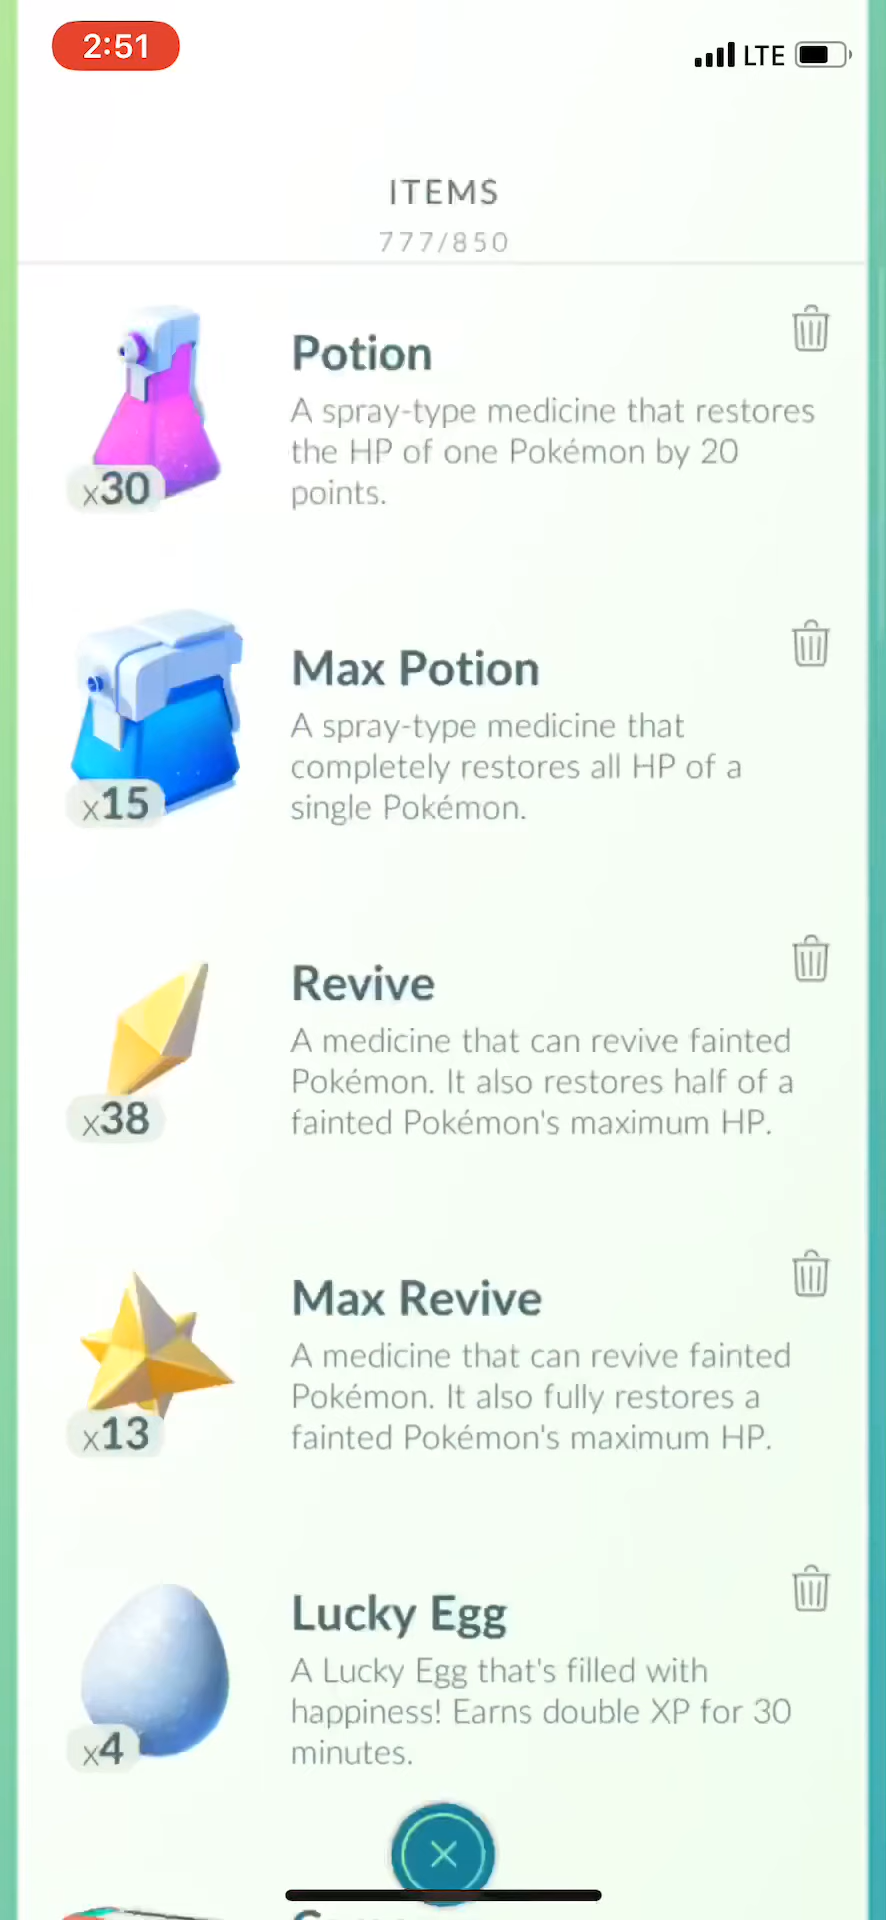 2:51
LTE
ITEMS
777/850
Potion
A spray-type medicine that restores
the HP of one Pokémon by 20
points.
x30
Max Potion
A spray-type medicine that
completely restores all HP of a
single Pokémon.
x15
Revive
A medicine that can revive fainted
Pokémon. It also restores half of a
fainted Pokémon's maximum HP.
x38
Max Revive
A medicine that can revive fainted
Pokémon. It also fully restores a
fainted Pokémon's maximum HP.
x13
Lucky Egg
A Lucky Egg that's filled with
happiness! Earns double XP for 30
minutes.
x4